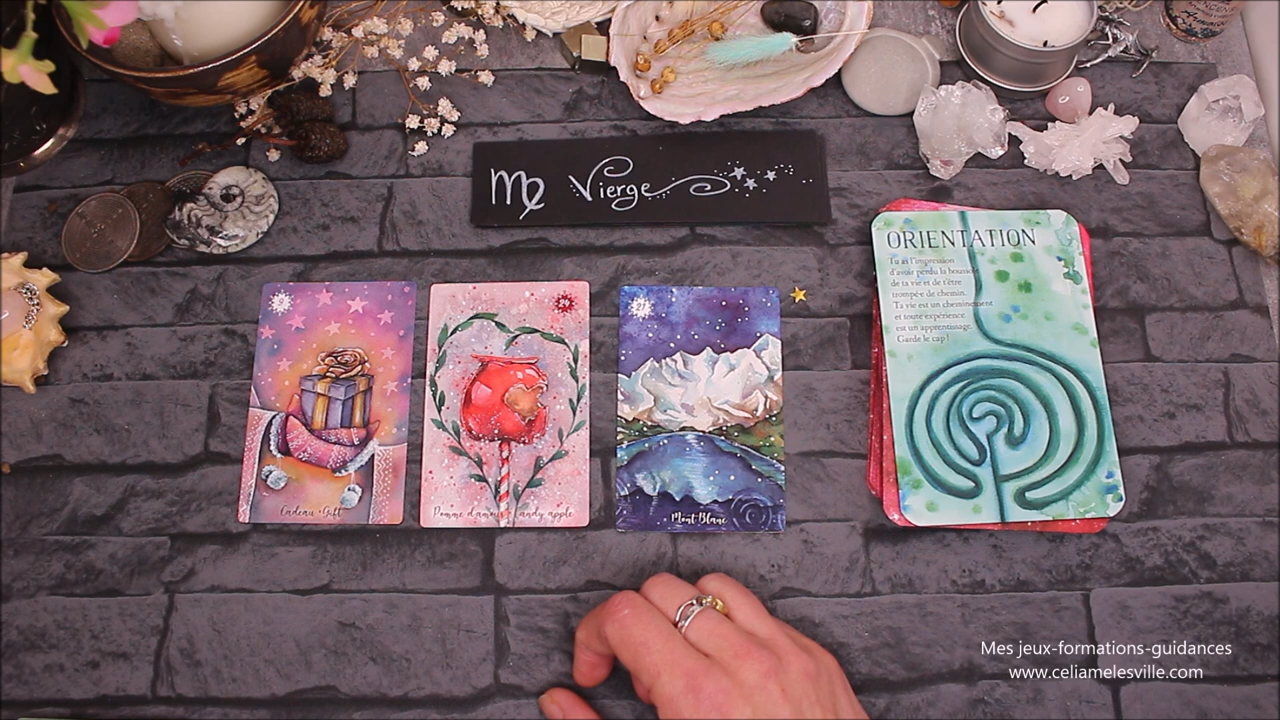 ♍ Vierge
ORIENTATION
Tu as l'impression
d'avoir perdu la boussole
de ta vie et de t'être
trompé·e de chemin.
Ta vie est un cheminement
et toute expérience
est un apprentissage.
Garde le cap !
Cadeau • Gift
Pomme d'amour • Candy apple
Mont Blanc
Mes jeux-formations-guidances
www.celiamelesville.com